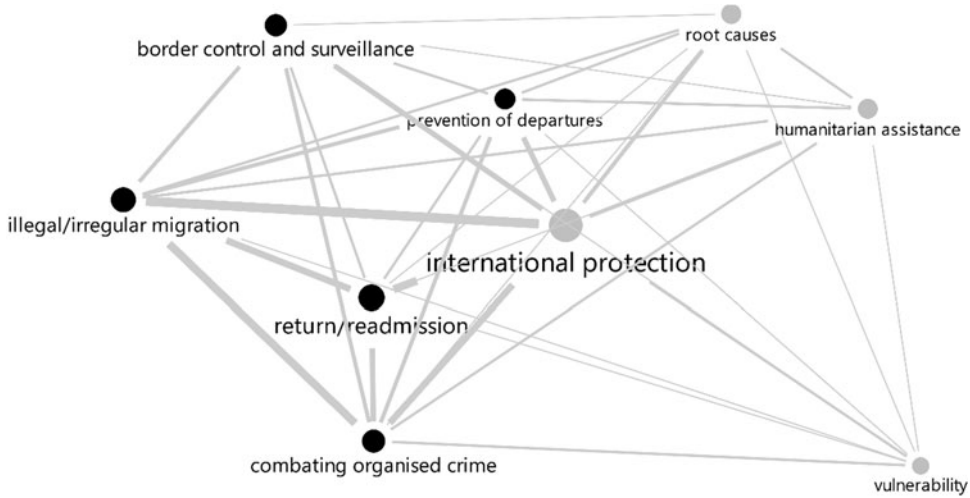 border control and surveillance
root causes
prevention of departures
humanitarian assistance
illegal/irregular migration
international protection
return/readmission
combating organised crime
vulnerability